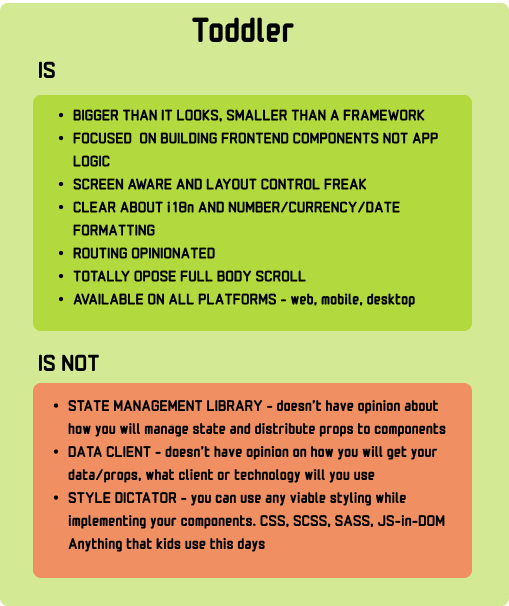 Toddler
IS
• BIGGER THAN IT LOOKS, SMALLER THAN A FRAMEWORK
• FOCUSED ON BUILDING FRONTEND COMPONENTS NOT APP
LOGIC
• SCREEN AWARE AND LAYOUT CONTROL FREAK
• CLEAR ABOUT i18n AND NUMBER/CURRENCY/DATE
FORMATTING
• ROUTING OPINIONATED
• TOTALLY OPOSE FULL BODY SCROLL
• AVAILABLE ON ALL PLATFORMS - web, mobile, desktop
IS NOT
• STATE MANAGEMENT LIBRARY - doesn't have opinion about
how you will manage state and distribute props to components
• DATA CLIENT - doesn't have opinion on how you will get your
data/props, what client or technology will you use
• STYLE DICTATOR - you can use any viable styling while
implementing your components. CSS, SCSS, SASS, JS-in-DOM
Anything that kids use this days